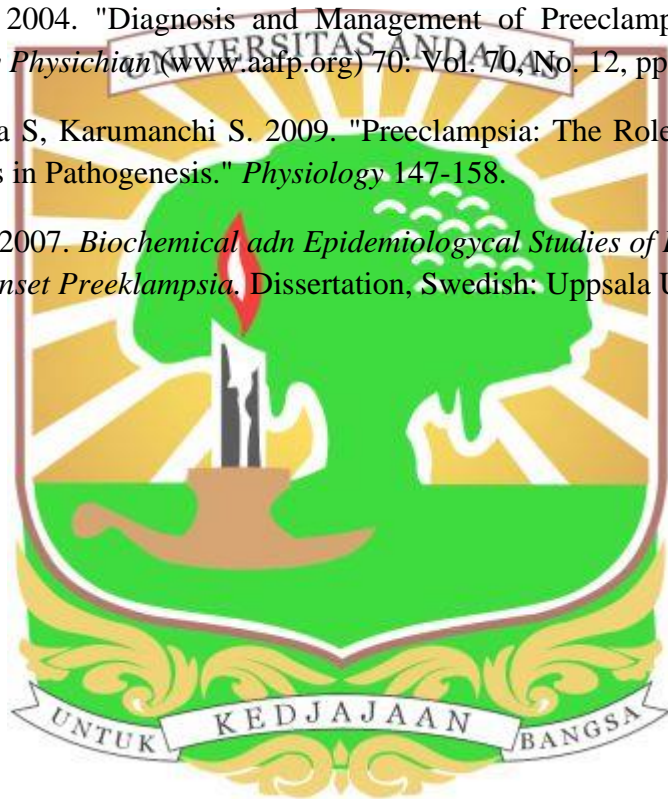 2004. "Diagnosis and Management of Preeclamp
Physichian (www.aafp.org) 70: Vol. 70, No. 12, pp
UNIVERSITAS ANDALAS
a S, Karumanchi S. 2009. "Preeclampsia: The Role
s in Pathogenesis." Physiology 147-158.
2007. Biochemical adn Epidemiologycal Studies of
nset Preeklampsia. Dissertation, Swedish: Uppsala U
UNTUK KEDJAJAAN BANGSA